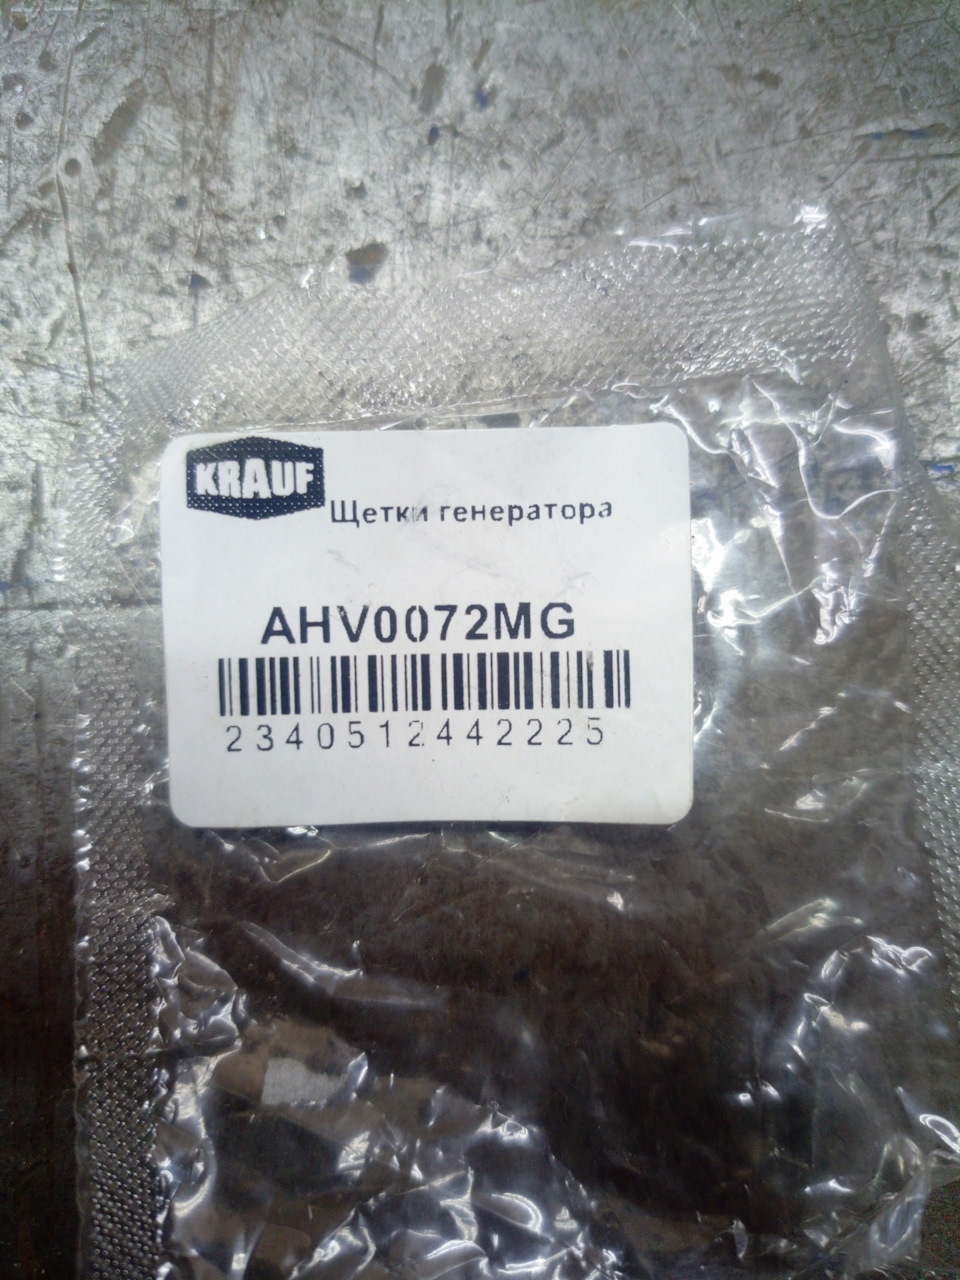 KRAUF
Щетки генератора
AHV0072MG
2340512442225